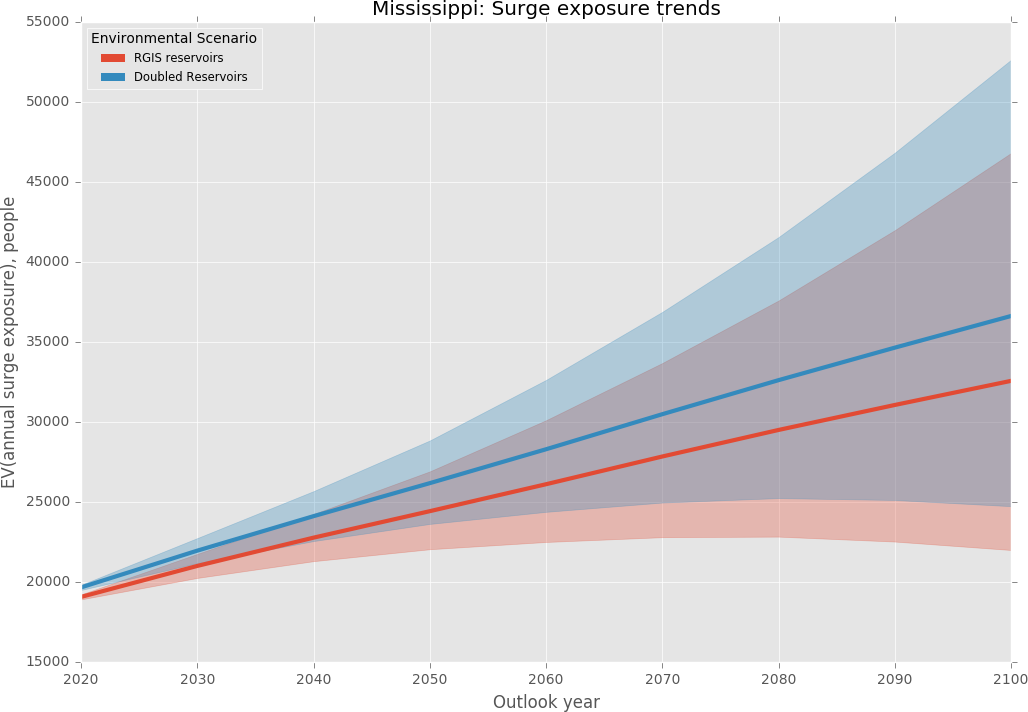 Mississippi: Surge exposure trends
55000
50000
45000
40000
35000
30000
25000
20000
15000
EV(annual surge exposure), people
Environmental Scenario
RGIS reservoirs
Doubled Reservoirs
2020 2030 2040 2050 2060 2070 2080 2090 2100
Outlook year